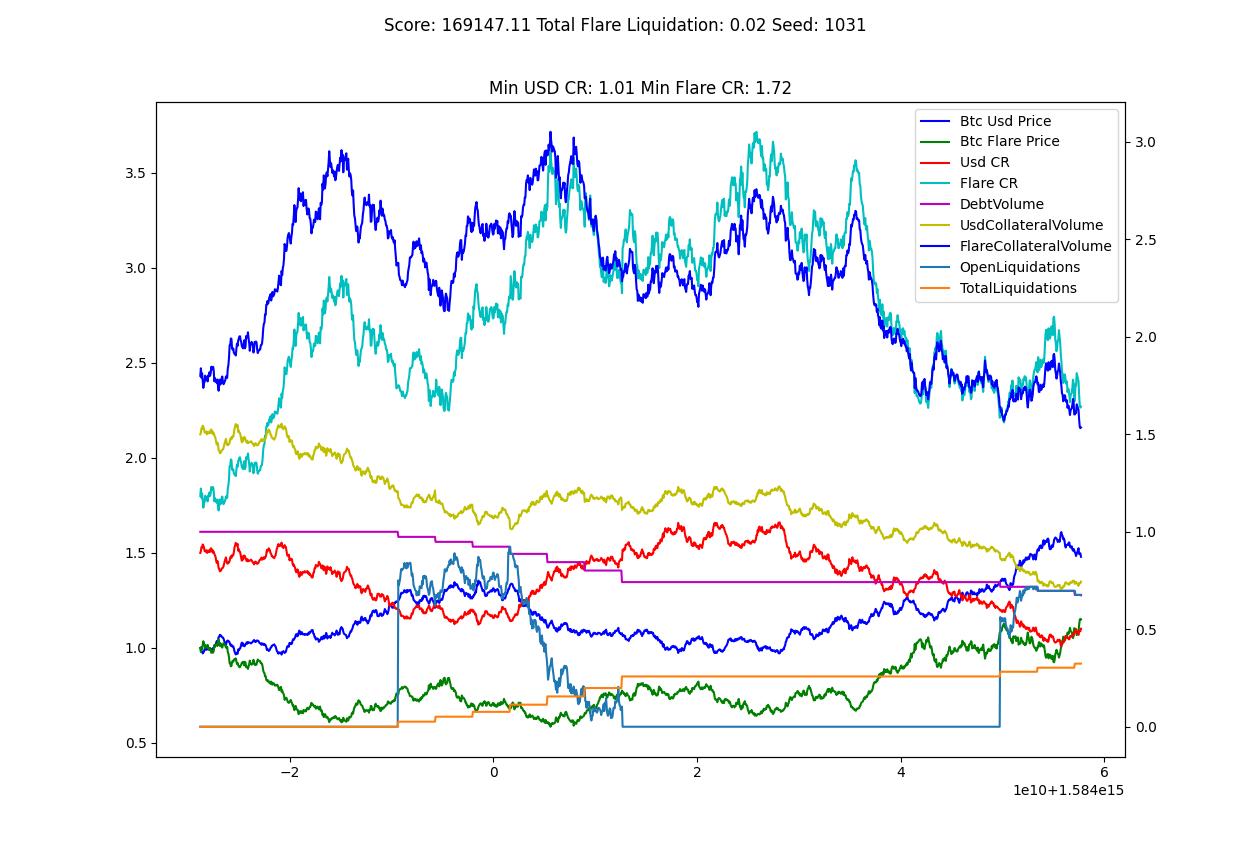 Score: 169147.11 Total Flare Liquidation: 0.02 Seed: 1031
Min USD CR: 1.01 Min Flare CR: 1.72
Btc Usd Price
Btc Flare Price
Usd CR
Flare CR
DebtVolume
UsdCollateralVolume
FlareCollateralVolume
OpenLiquidations
TotalLiquidations
3.5
3.0
2.5
2.0
1.5
1.0
0.5
3.0
2.5
2.0
1.5
1.0
0.5
0.0
−2
0
2
4
6
1e10+1.584e15